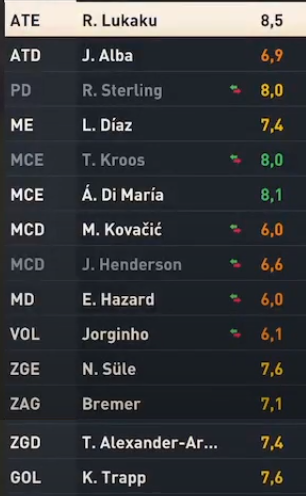 ATE R. Lukaku 8,5
ATD J. Alba 6,9
PD R. Sterling 8,0
ME L. Díaz 7,4
MCE T. Kroos 8,0
MCE Á. Di María 8,1
MCD M. Kovačić 6,0
MCD J. Henderson 6,6
MD E. Hazard 6,0
VOL Jorginho 6,1
ZGE N. Süle 7,6
ZAG Bremer 7,1
ZGD T. Alexander-Ar... 7,4
GOL K. Trapp 7,6